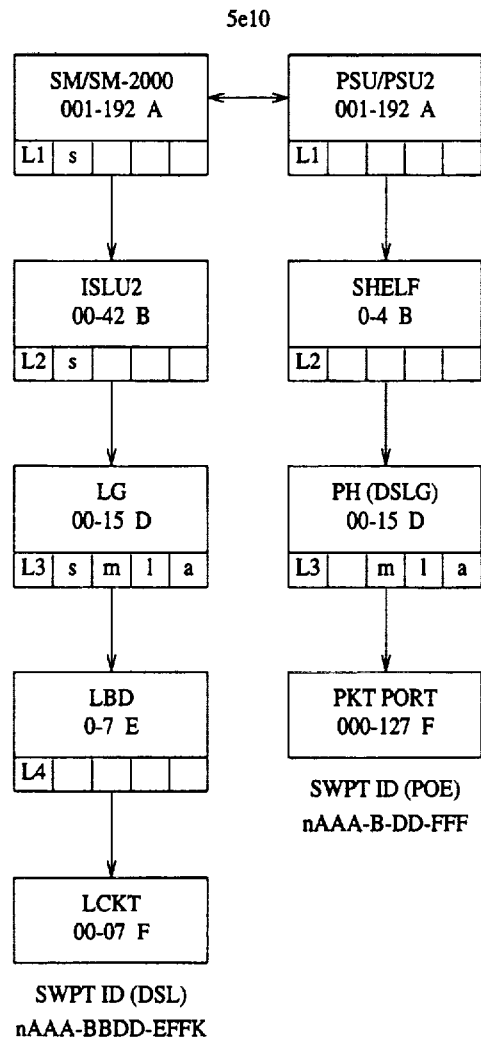 5e10
SM/SM-2000
001-192 A
L1 s
PSU/PSU2
001-192 A
L1
ISLU2
00-42 B
L2 s
SHELF
0-4 B
L2
LG
00-15 D
L3 s m l a
PH (DSLG)
00-15 D
L3 m l a
LBD
0-7 E
L4
PKT PORT
000-127 F
SWPT ID (POE)
nAAA-B-DD-FFF
LCKT
00-07 F
SWPT ID (DSL)
nAAA-BBDD-EFFK